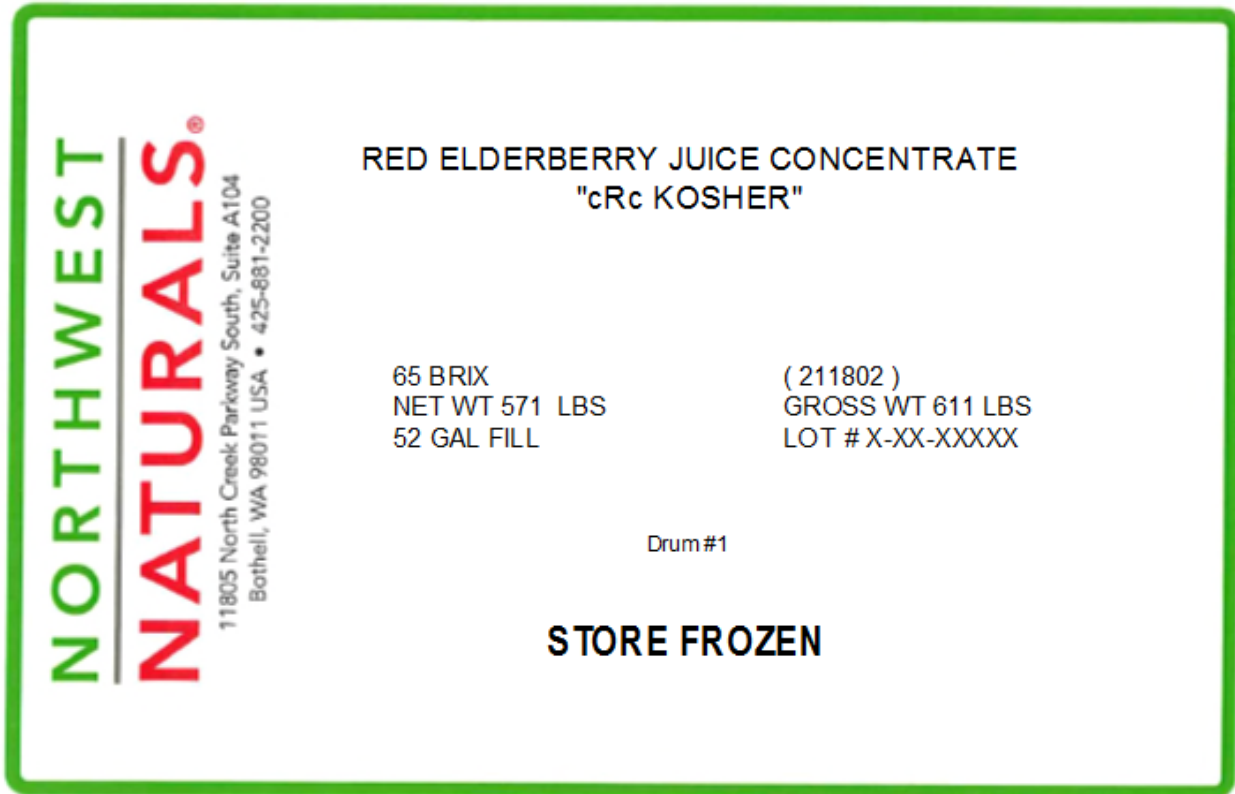 NORTHWEST
NATURALS®
11805 North Creek Parkway South, Suite A104
Bothell, WA 98011 USA • 425-881-2200
RED ELDERBERRY JUICE CONCENTRATE
"cRc KOSHER"
65 BRIX
NET WT 571 LBS
52 GAL FILL
( 211802 )
GROSS WT 611 LBS
LOT # X-XX-XXXXX
Drum #1
STORE FROZEN